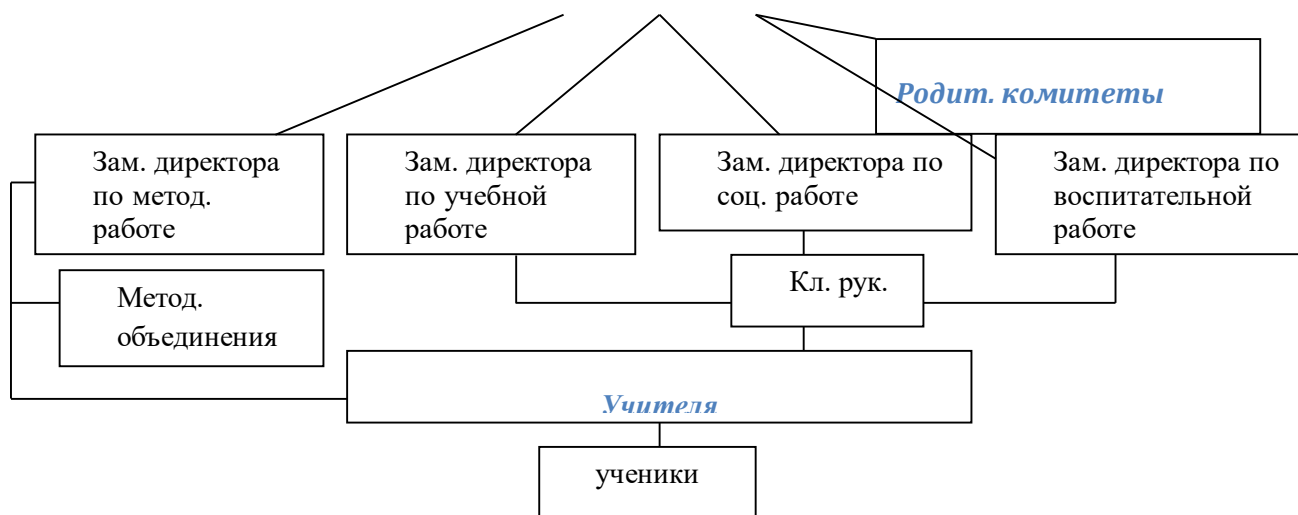 Родит. комитеты
Зам. директора
по метод.
работе
Зам. директора
по учебной
работе
Зам. директора по
соц. работе
Зам. директора по
воспитательной
работе
Кл. рук.
Метод.
объединения
Учителя
ученики